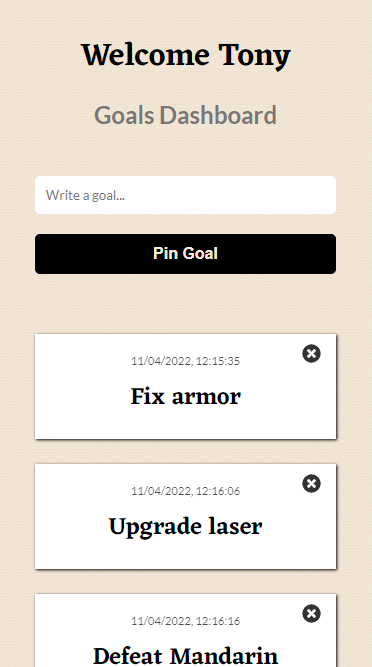 Welcome Tony
Goals Dashboard
Write a goal...
Pin Goal
11/04/2022, 12:15:35
Fix armor
11/04/2022, 12:16:06
Upgrade laser
11/04/2022, 12:16:16
Defeat Mandarin